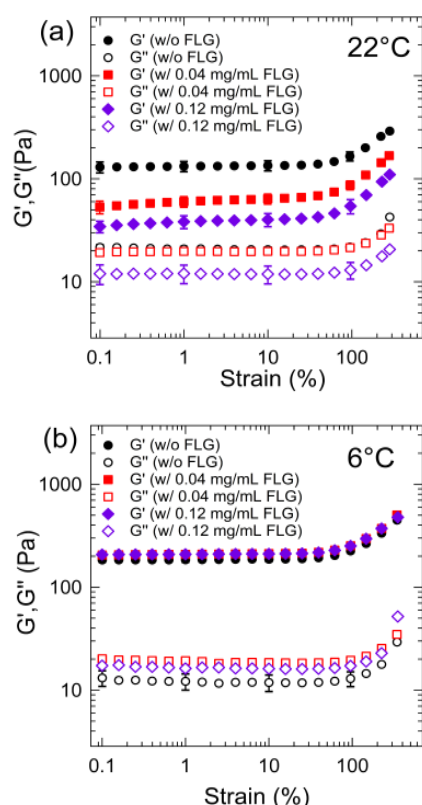 (a)
22°C
G' (w/o FLG)
G'' (w/o FLG)
G' (w/ 0.04 mg/mL FLG)
G'' (w/ 0.04 mg/mL FLG)
G' (w/ 0.12 mg/mL FLG)
G'' (w/ 0.12 mg/mL FLG)
G',G''(Pa)
1000
100
10
0.1
1
10
100
Strain (%)
(b)
6°C
G' (w/o FLG)
G'' (w/o FLG)
G' (w/ 0.04 mg/mL FLG)
G'' (w/ 0.04 mg/mL FLG)
G' (w/ 0.12 mg/mL FLG)
G'' (w/ 0.12 mg/mL FLG)
G',G'' (Pa)
1000
100
10
0.1
1
10
100
Strain (%)